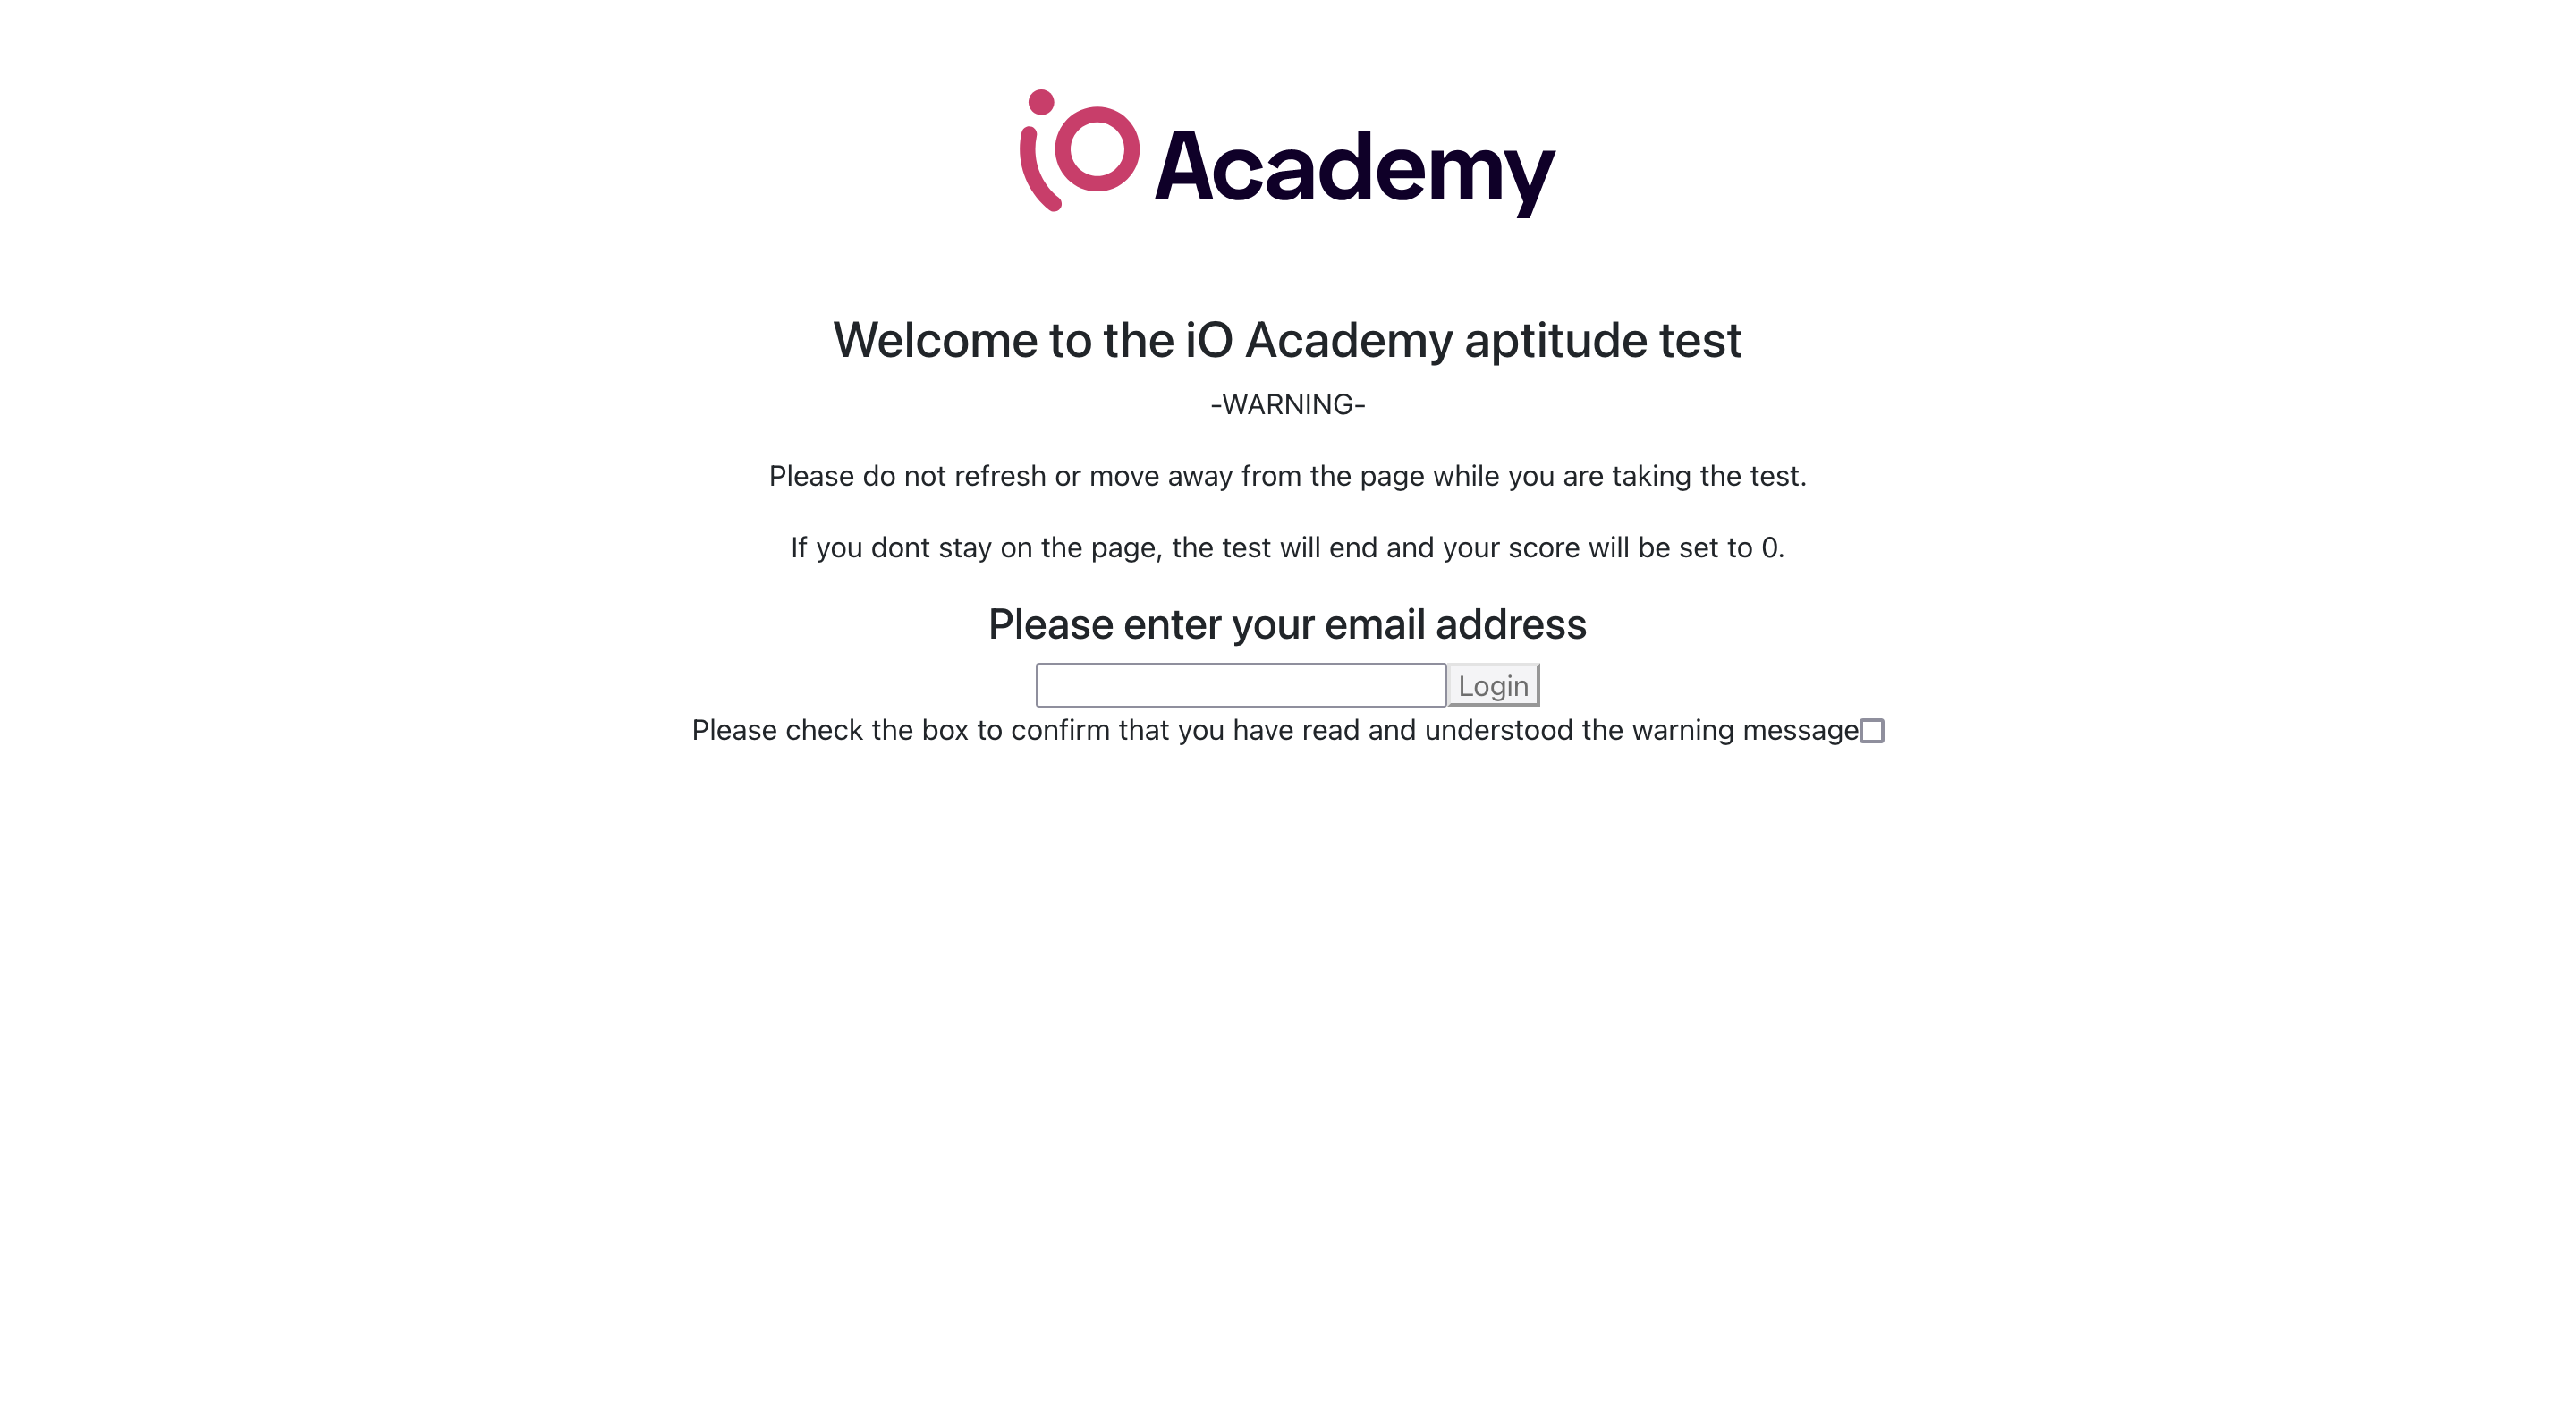 iO Academy
Welcome to the iO Academy aptitude test
-WARNING-
Please do not refresh or move away from the page while you are taking the test.
If you dont stay on the page, the test will end and your score will be set to 0.
Please enter your email address
Login
Please check the box to confirm that you have read and understood the warning message